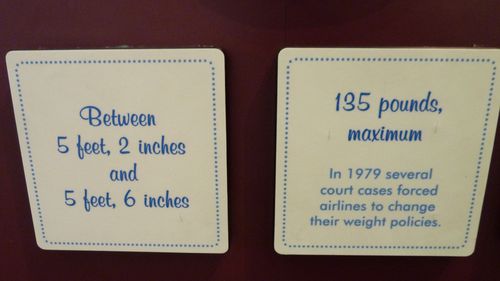 Between
5 feet, 2 inches
and
5 feet, 6 inches
135 pounds,
maximum
In 1979 several
court cases forced
airlines to change
their weight policies.